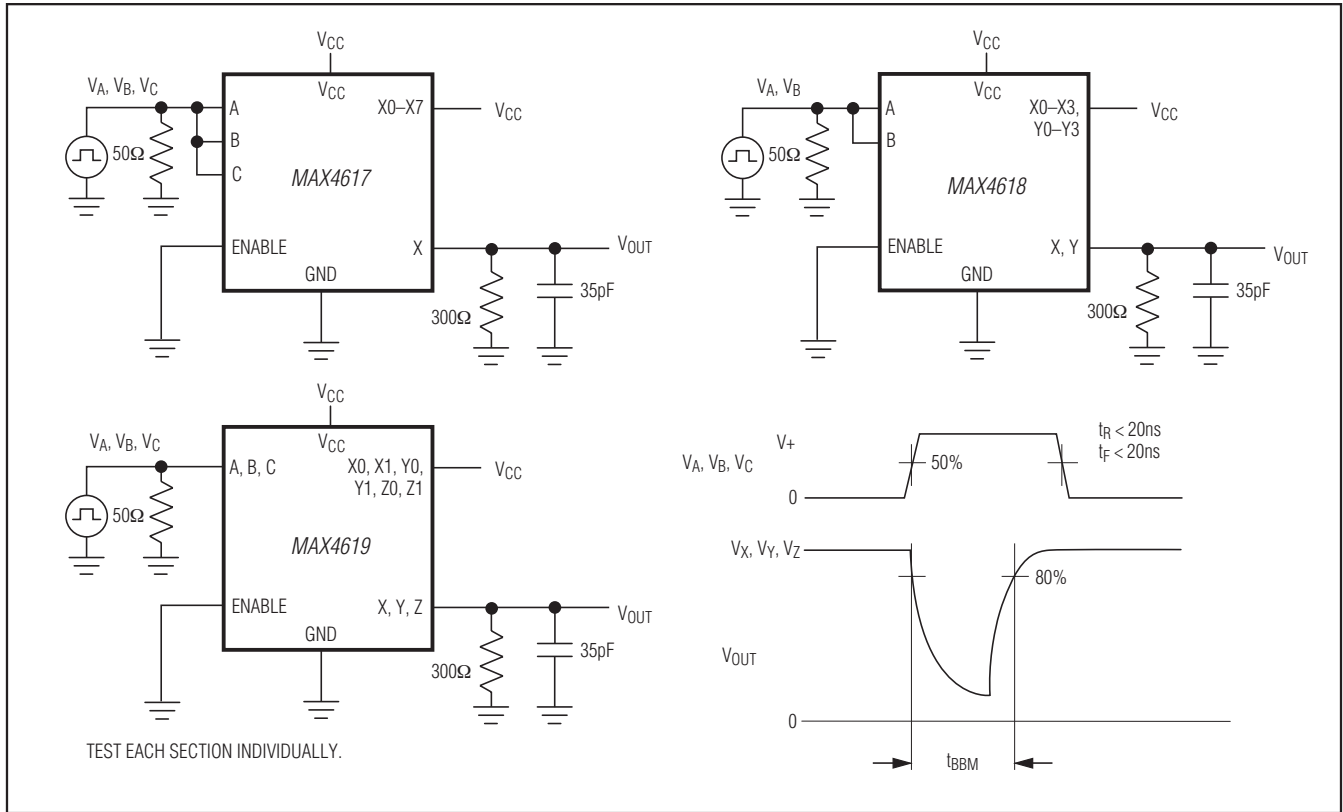 VCC
VCC
VA, VB, VC
A
X0–X7
VCC
50Ω
B
C
MAX4617
ENABLE
X
VOUT
GND
300Ω
35pF
VCC
VCC
VA, VB
A
X0–X3,
Y0–Y3
VCC
50Ω
B
MAX4618
ENABLE
X, Y
VOUT
GND
300Ω
35pF
VCC
VCC
VA, VB, VC
A, B, C
X0, X1, Y0,
Y1, Z0, Z1
VCC
50Ω
MAX4619
ENABLE
X, Y, Z
VOUT
GND
300Ω
35pF
TEST EACH SECTION INDIVIDUALLY.
V+
tR < 20ns
tF < 20ns
VA, VB, VC
50%
0
VX, VY, VZ
80%
VOUT
0
tBBM